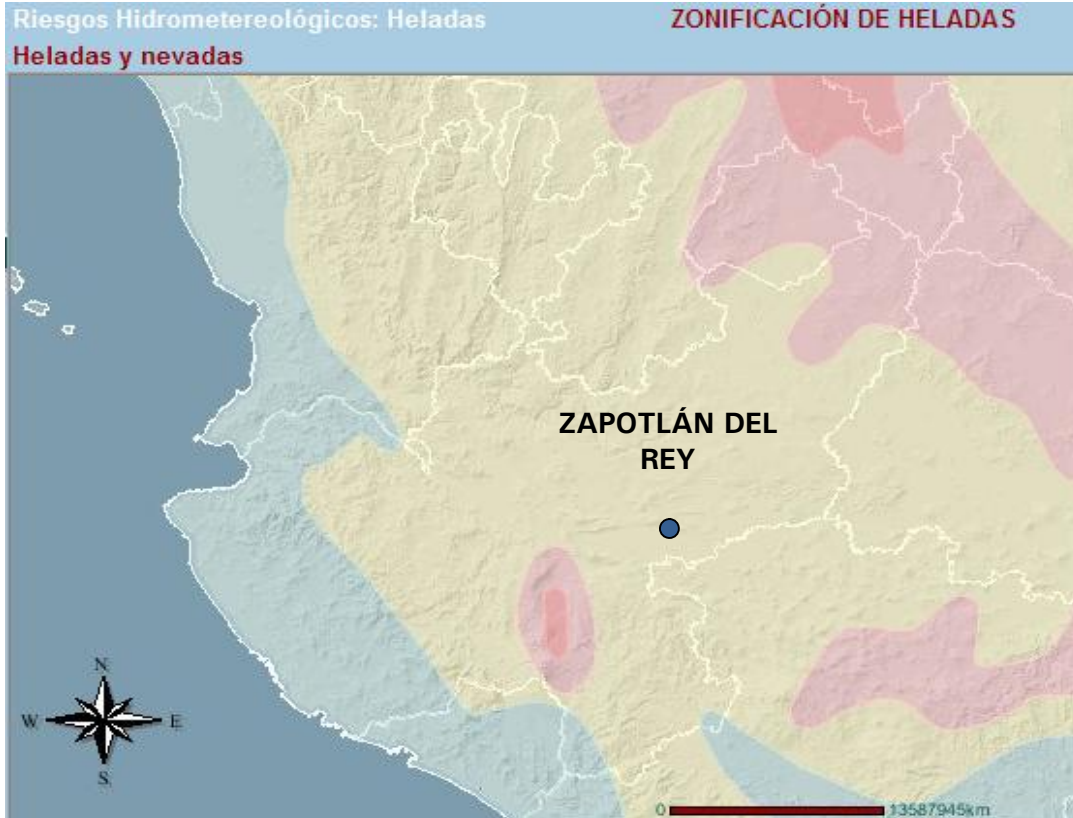 Riesgos Hidrometereológicos: Heladas
ZONIFICACIÓN DE HELADAS
Heladas y nevadas
ZAPOTLÁN DEL
REY
N
W
E
S
0
13587945km